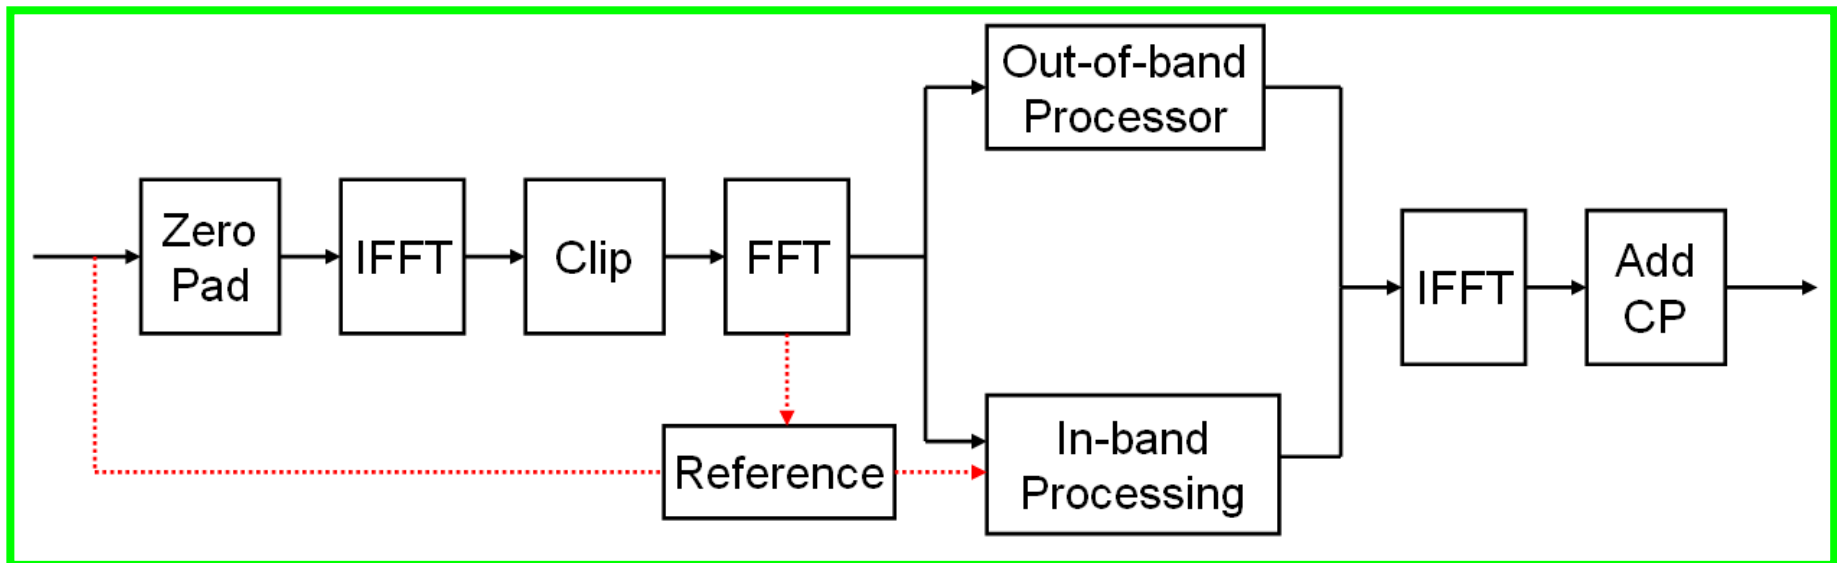 Out-of-band
Processor
Zero
Pad
IFFT
Clip
FFT
IFFT
Add
CP
Reference
In-band
Processing